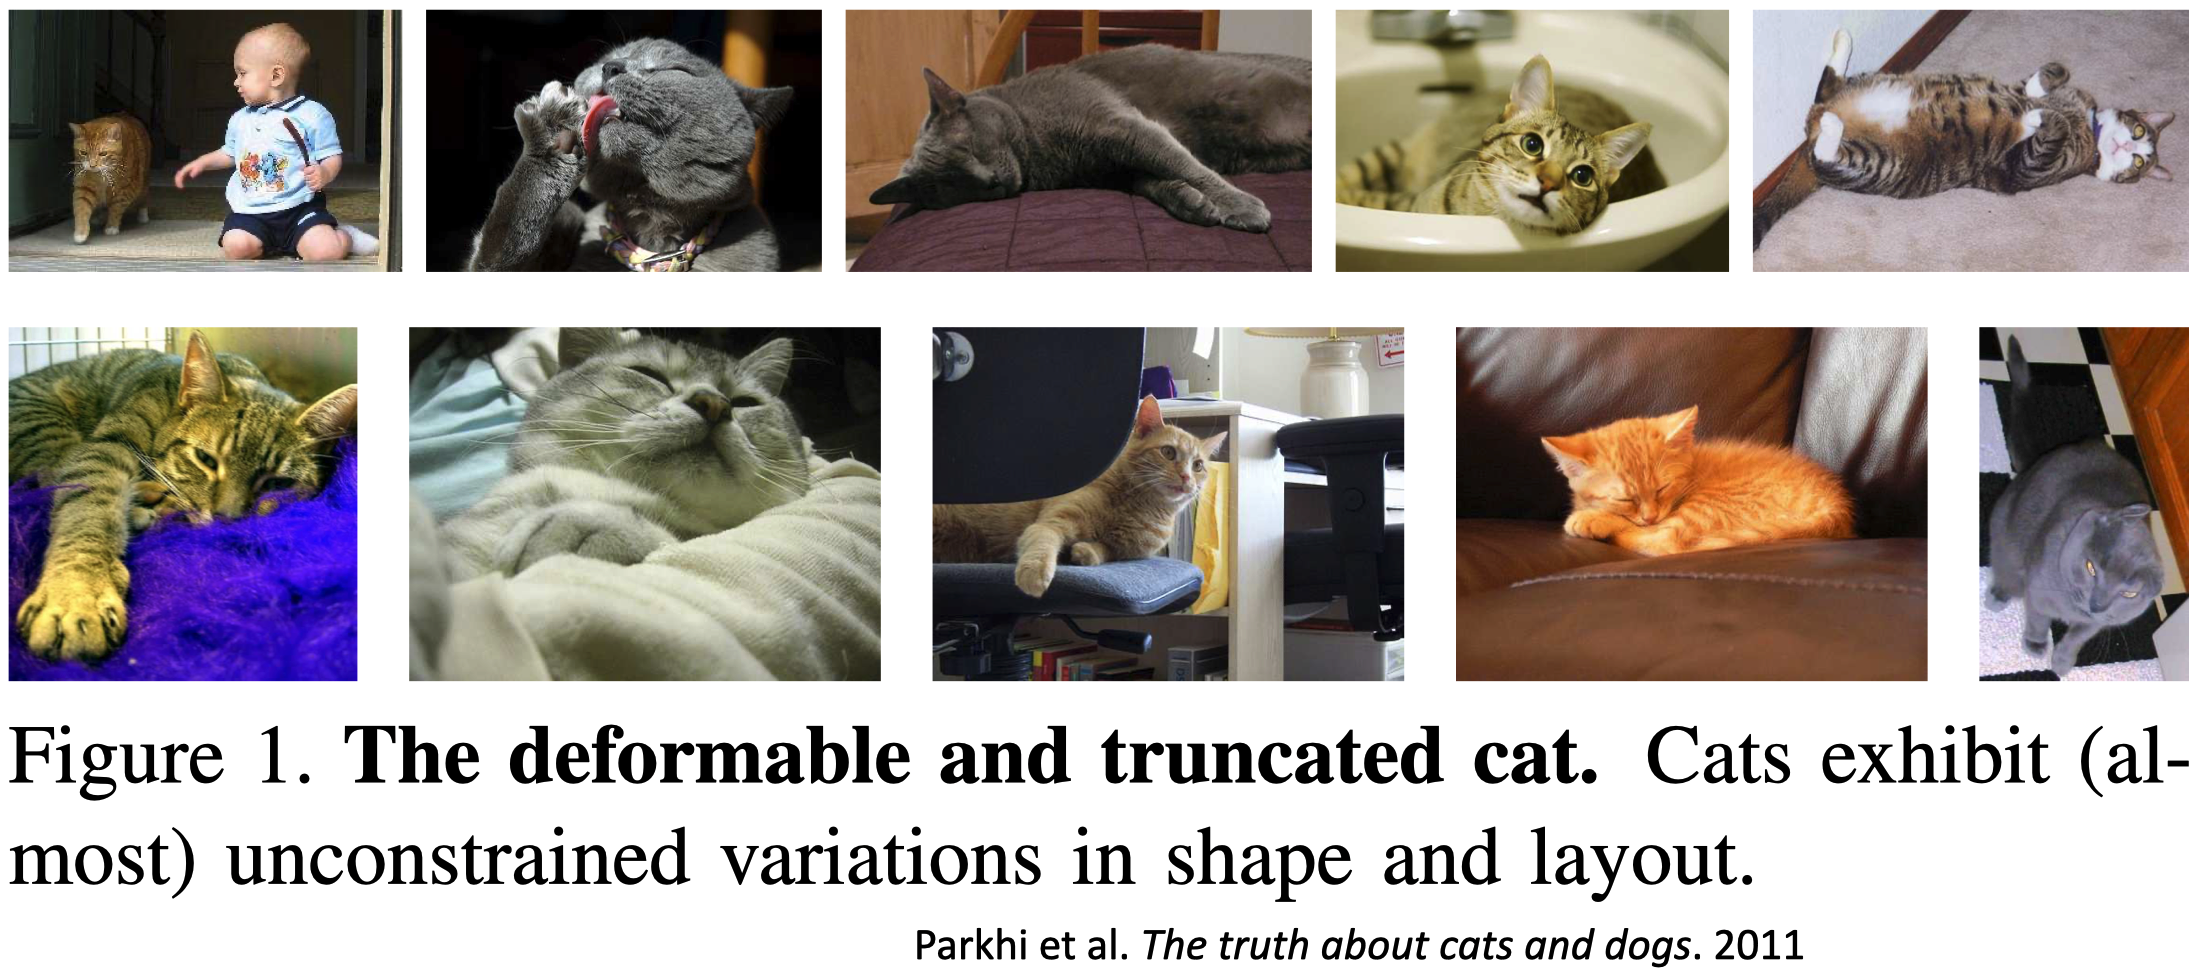 Figure 1. The deformable and truncated cat. Cats exhibit (al-
most) unconstrained variations in shape and layout.
Parkhi et al. The truth about cats and dogs. 2011